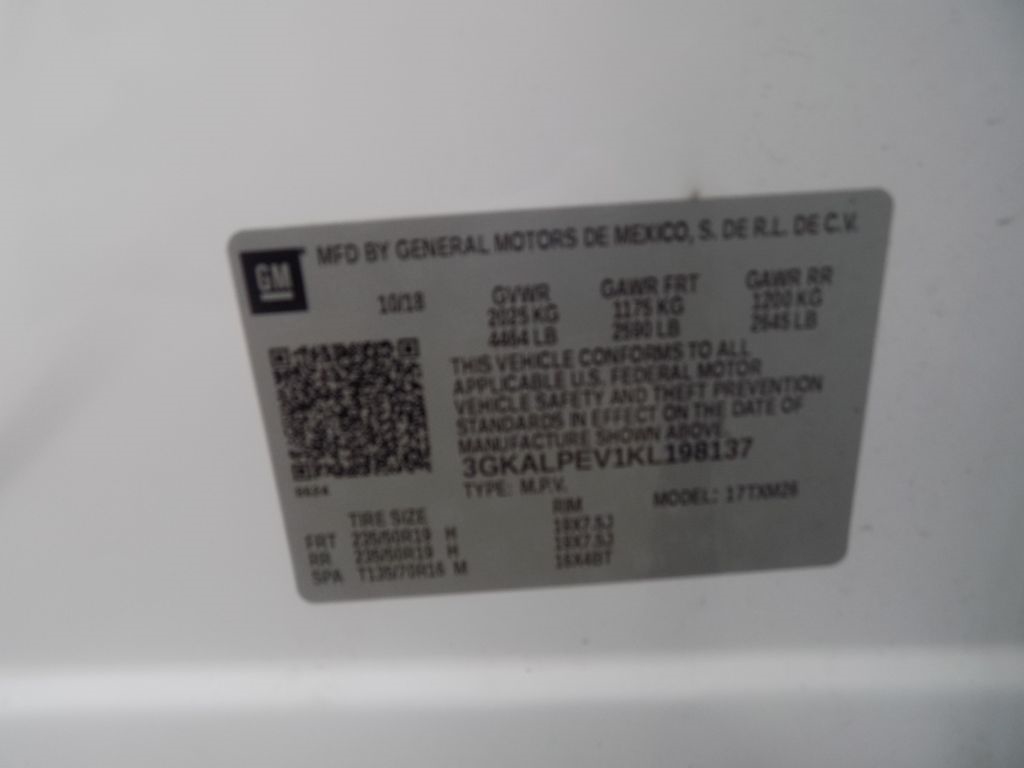 GM
MFD BY GENERAL MOTORS DE MEXICO, S. DE R.L. DE C.V.
10/18 GVWR GAWR FRT GAWR RR
2025 KG 1175 KG 1200 KG
4464 LB 2590 LB 2645 LB
THIS VEHICLE CONFORMS TO ALL
APPLICABLE U.S. FEDERAL MOTOR
VEHICLE SAFETY AND THEFT PREVENTION
STANDARDS IN EFFECT ON THE DATE OF
MANUFACTURE SHOWN ABOVE.
3GKALPEV1KL198137
TYPE: M.P.V. MODEL: 17TXM26
TIRE SIZE RIM
FRT 235/50R19 H 19X7.5J
RR 235/50R19 H 19X7.5J
SPA T135/70R16 M 16X4BT